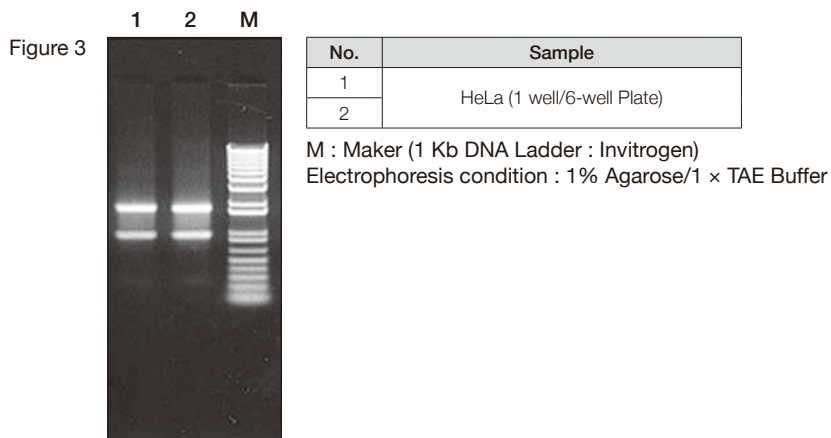 1 2 M
Figure 3
No. Sample
1
HeLa (1 well/6-well Plate)
2
M : Maker (1 Kb DNA Ladder : Invitrogen)
Electrophoresis condition : 1% Agarose/1 × TAE Buffer